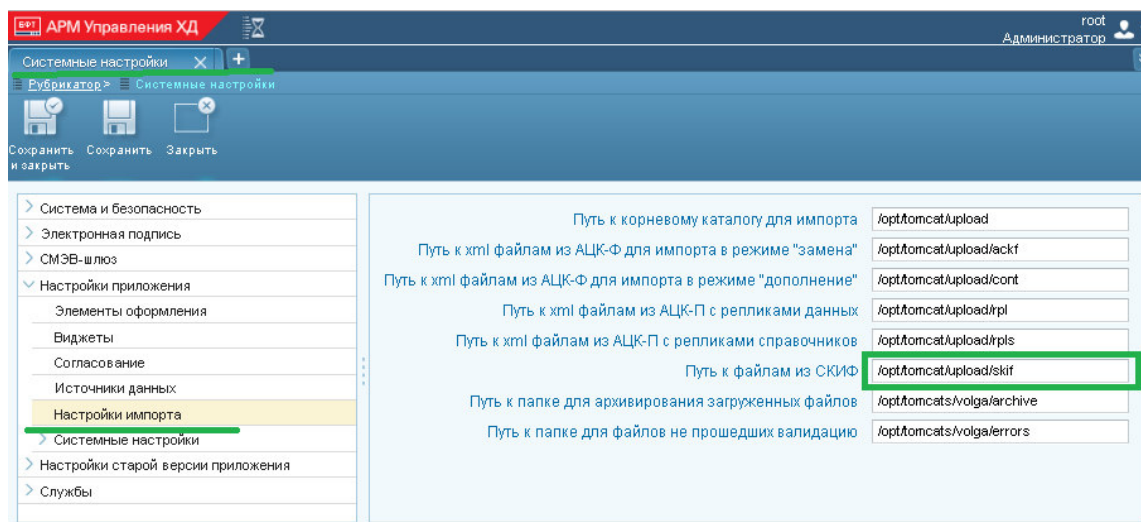 БФТ АРМ Управления ХД
root
Администратор
Системные настройки
Рубрикатор > Системные настройки
Сохранить и закрыть
Сохранить
Закрыть
Система и безопасность
Электронная подпись
СМЭВ-шлюз
Настройки приложения
Элементы оформления
Виджеты
Согласование
Источники данных
Настройки импорта
Системные настройки
Настройки старой версии приложения
Службы
Путь к корневому каталогу для импорта /opt/tomcat/upload
Путь к xml файлам из АЦК-Ф для импорта в режиме "замена" /opt/tomcat/upload/ackf
Путь к xml файлам из АЦК-Ф для импорта в режиме "дополнение" /opt/tomcat/upload/cont
Путь к xml файлам из АЦК-П с репликами данных /opt/tomcat/upload/rpl
Путь к xml файлам из АЦК-П с репликами справочников /opt/tomcat/upload/rpls
Путь к файлам из СКИФ /opt/tomcat/upload/skif
Путь к папке для архивирования загруженных файлов /opt/tomcats/volga/archive
Путь к папке для файлов не прошедших валидацию /opt/tomcats/volga/errors